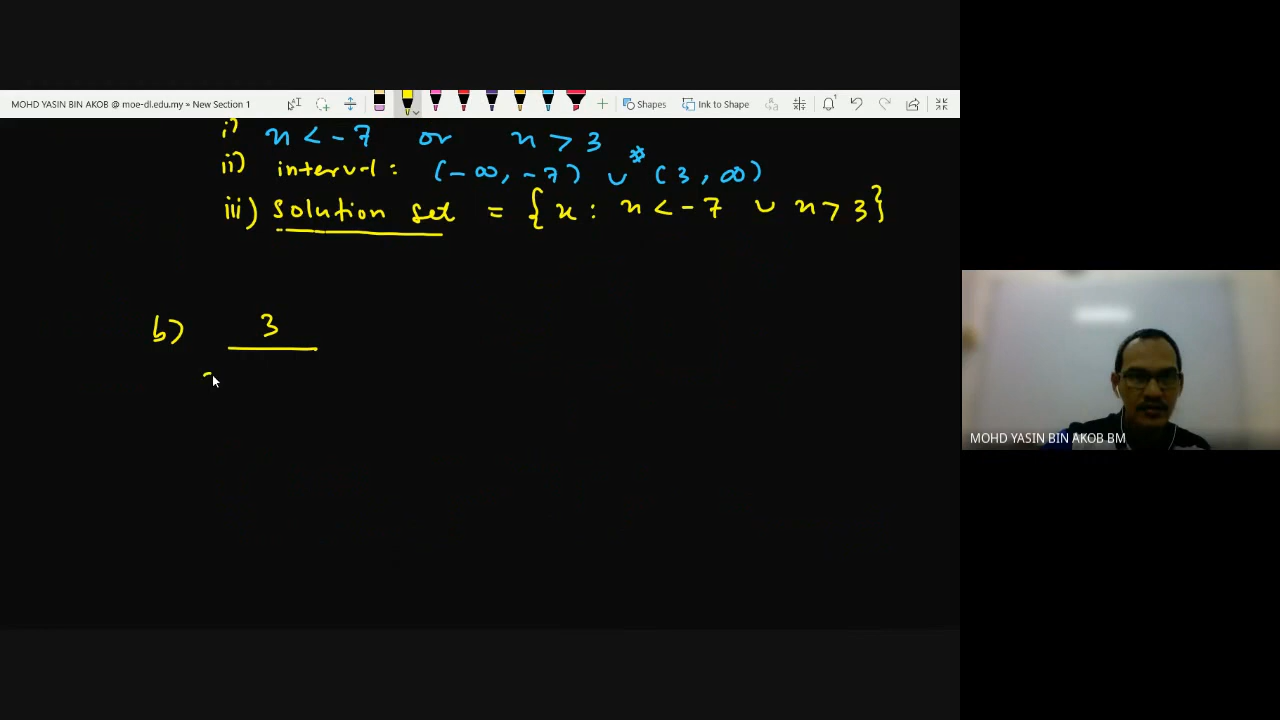 MOHD YASIN BIN AKOB @ moe-dl.edu.my » New Section 1
Shapes
Ink to Shape
i) x < -7 or x > 3
ii) interval : (-∞, -7) ∪* (3, ∞)
iii) Solution set = {x : x < -7 ∪ x > 3}
b) 3
MOHD YASIN BIN AKOB BM